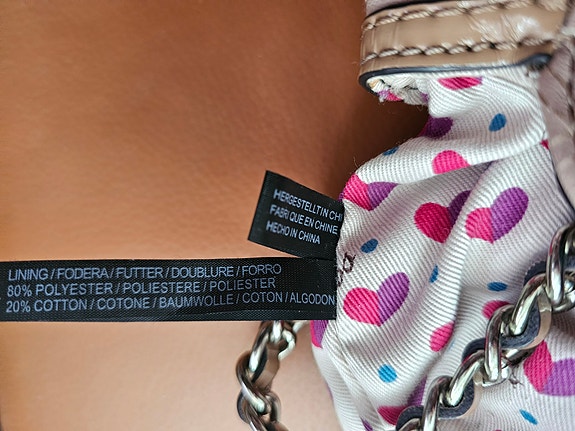 HERGESTELLT IN
FABRIQUE EN CHINE
HECHO IN CHINA
LINING / FODERA / FUTTER / DOUBLURE / FORRO
80% POLYESTER / POLIESTERE / POLIESTER
20% COTTON / COTONE / BAUMWOLLE / COTON / ALGODON